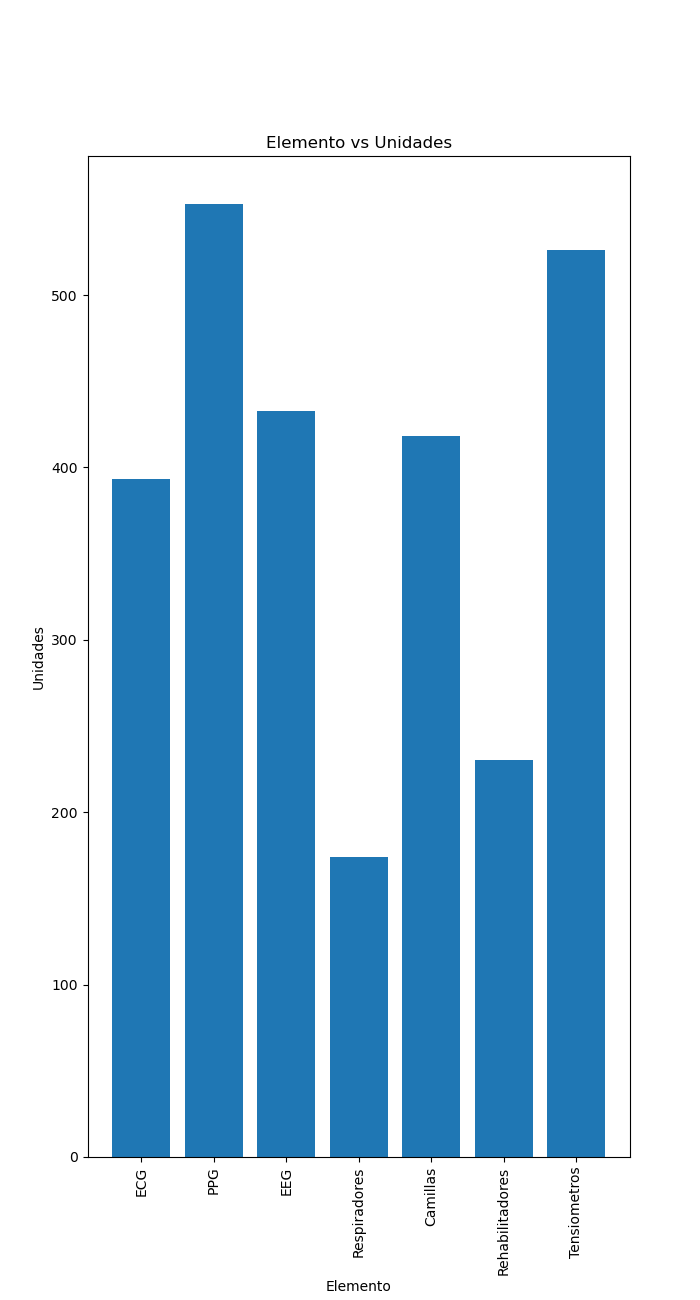 Elemento vs Unidades
500
400
300
200
100
0
Unidades
ECG
PPG
EEG
Respiradores
Camillas
Rehabilitadores
Tensiometros
Elemento